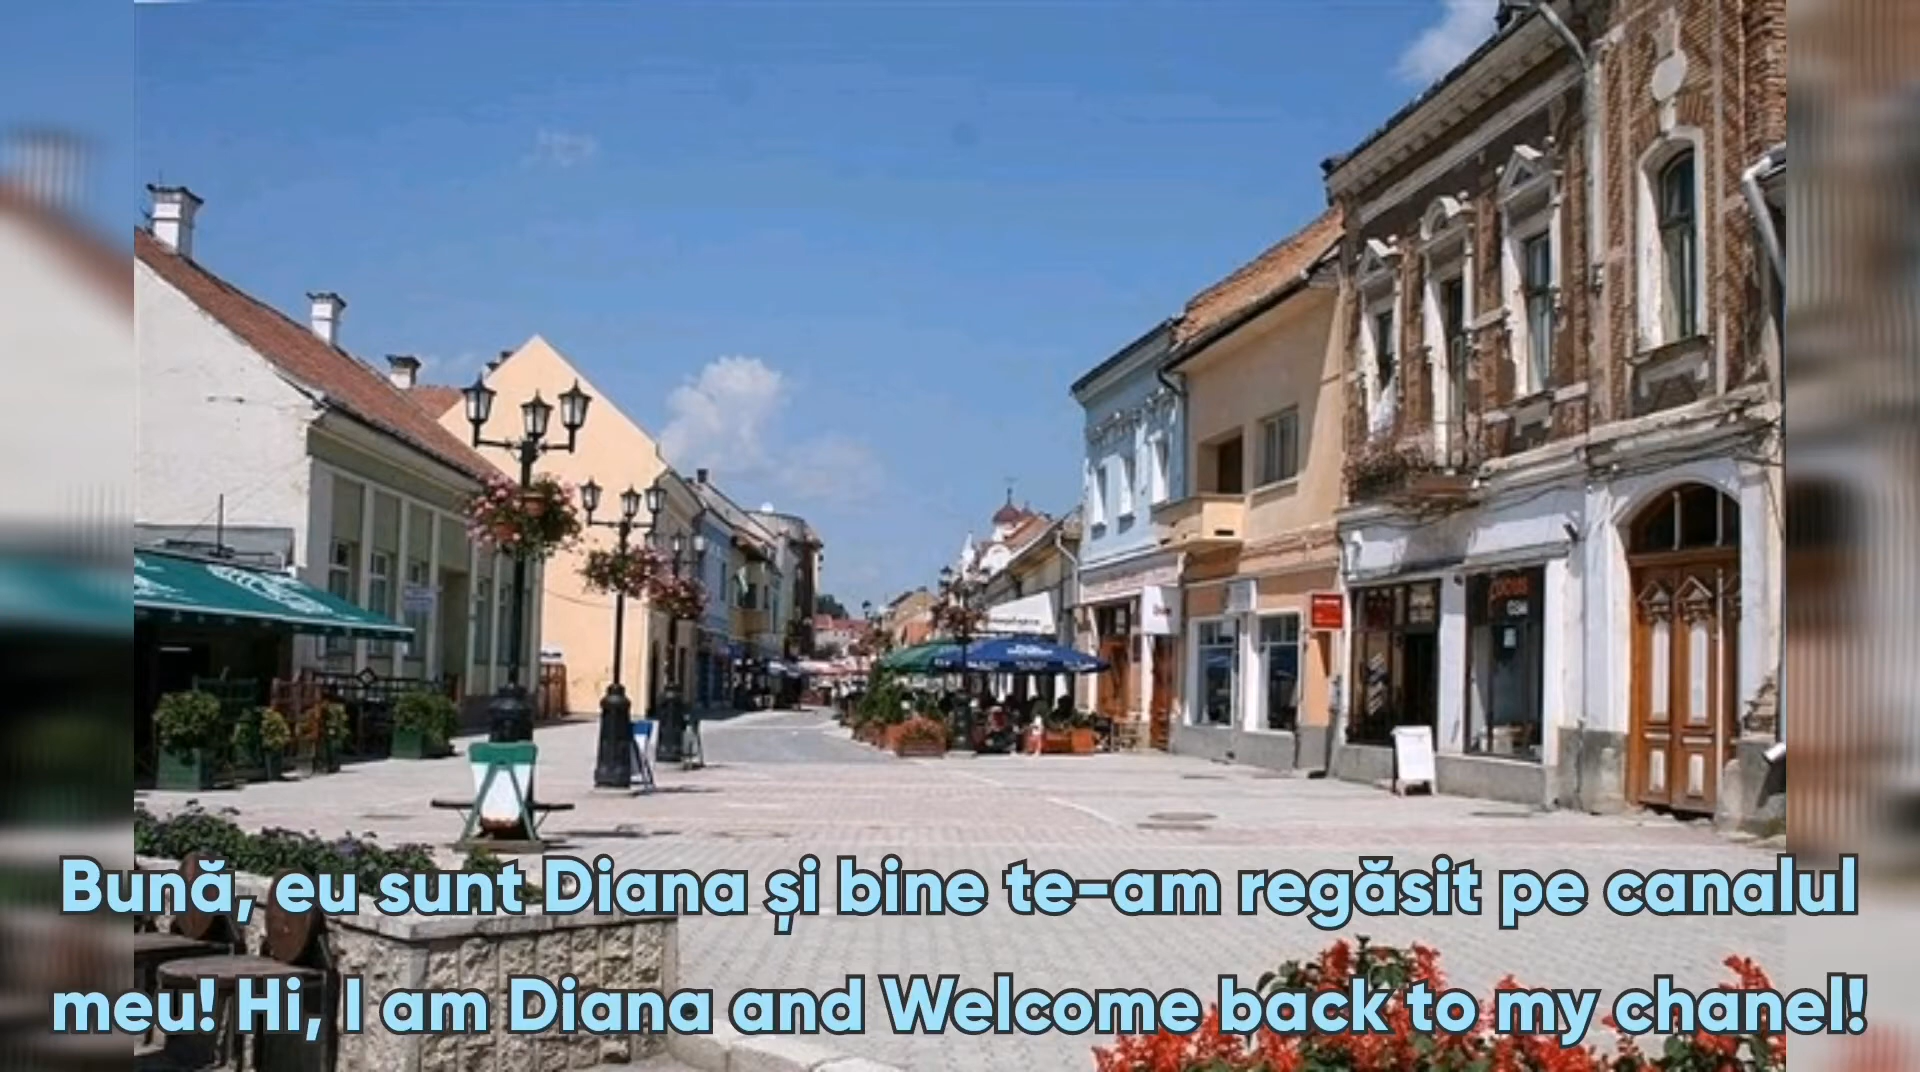 Bună, eu sunt Diana și bine te-am regăsit pe canalul
meu! Hi, I am Diana and Welcome back to my chanel!